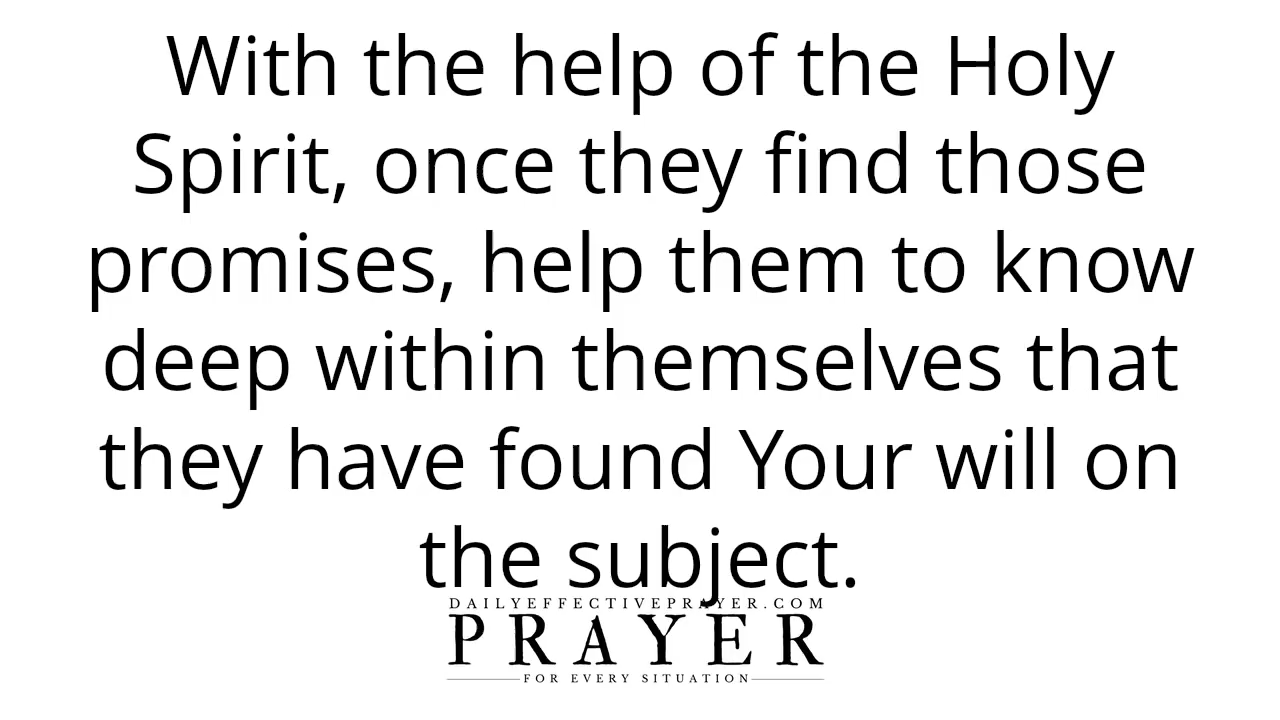 With the help of the Holy
Spirit, once they find those
promises, help them to know
deep within themselves that
they have found Your will on
the subject.
DAILYEFFECTIVEPRAYER.COM
PRAYER
FOR EVERY SITUATION